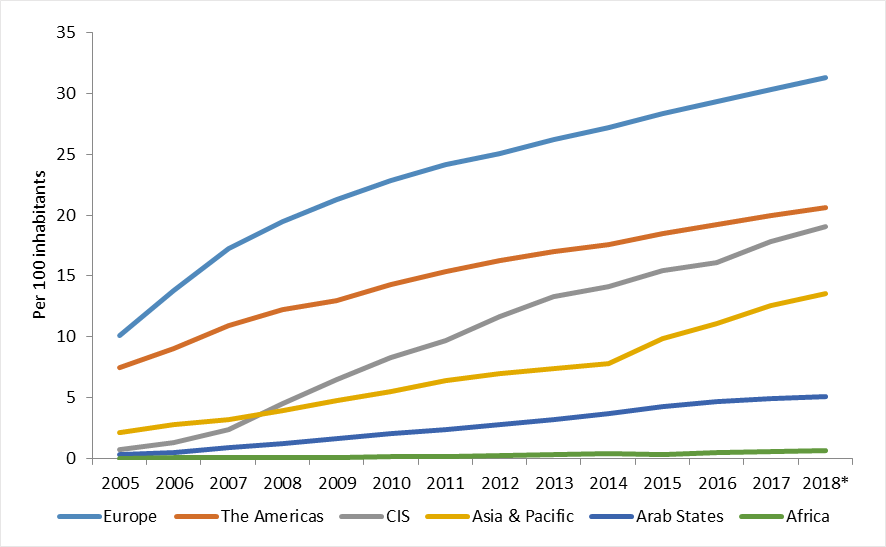 35
30
25
20
15
10
5
0
Per 100 inhabitants
2005 2006 2007 2008 2009 2010 2011 2012 2013 2014 2015 2016 2017 2018*
Europe The Americas CIS Asia & Pacific Arab States Africa